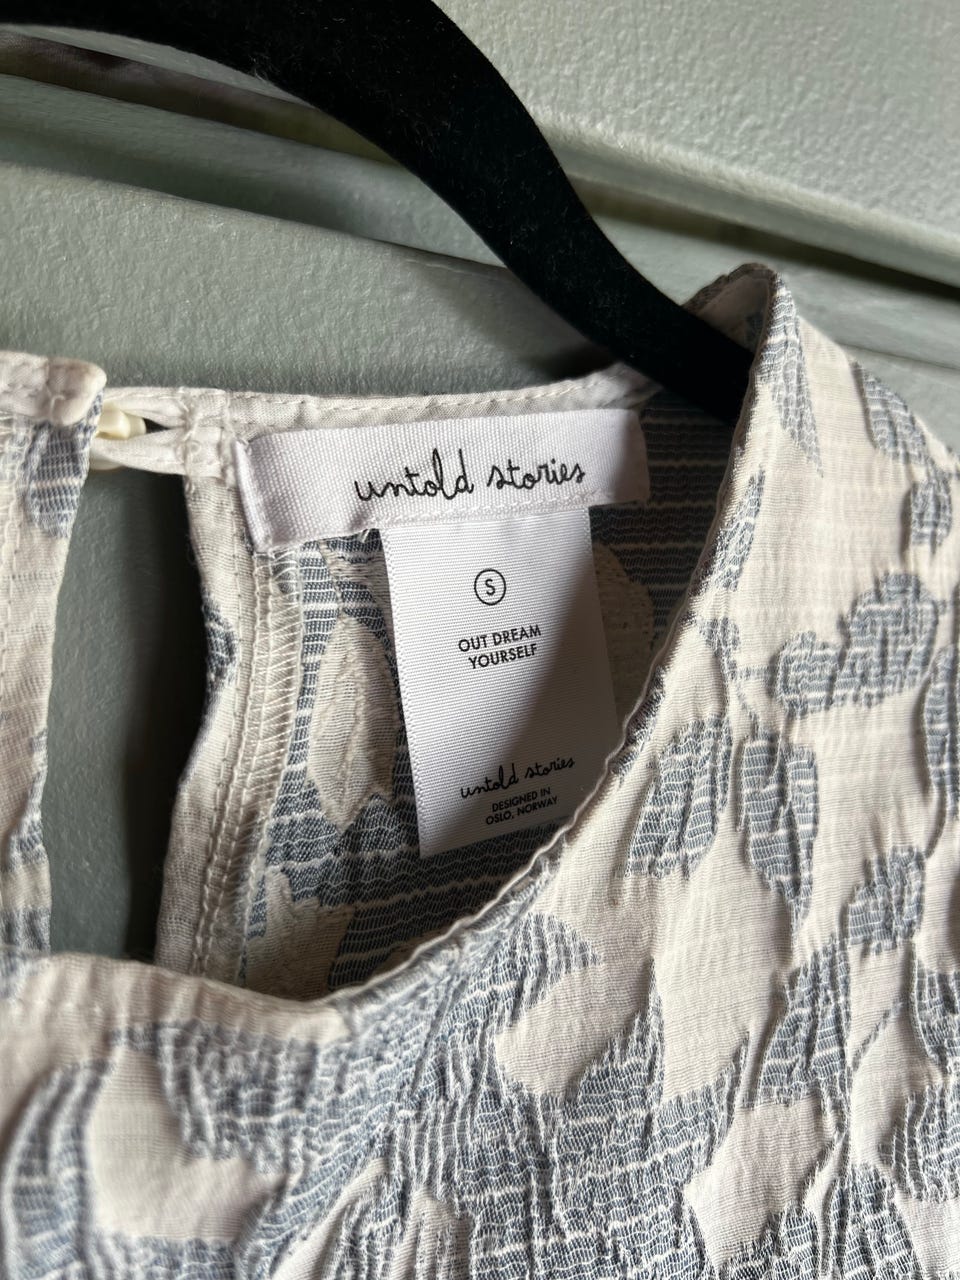 untold stories
S
OUT DREAM
YOURSELF
untold stories
DESIGNED IN
OSLO, NORWAY